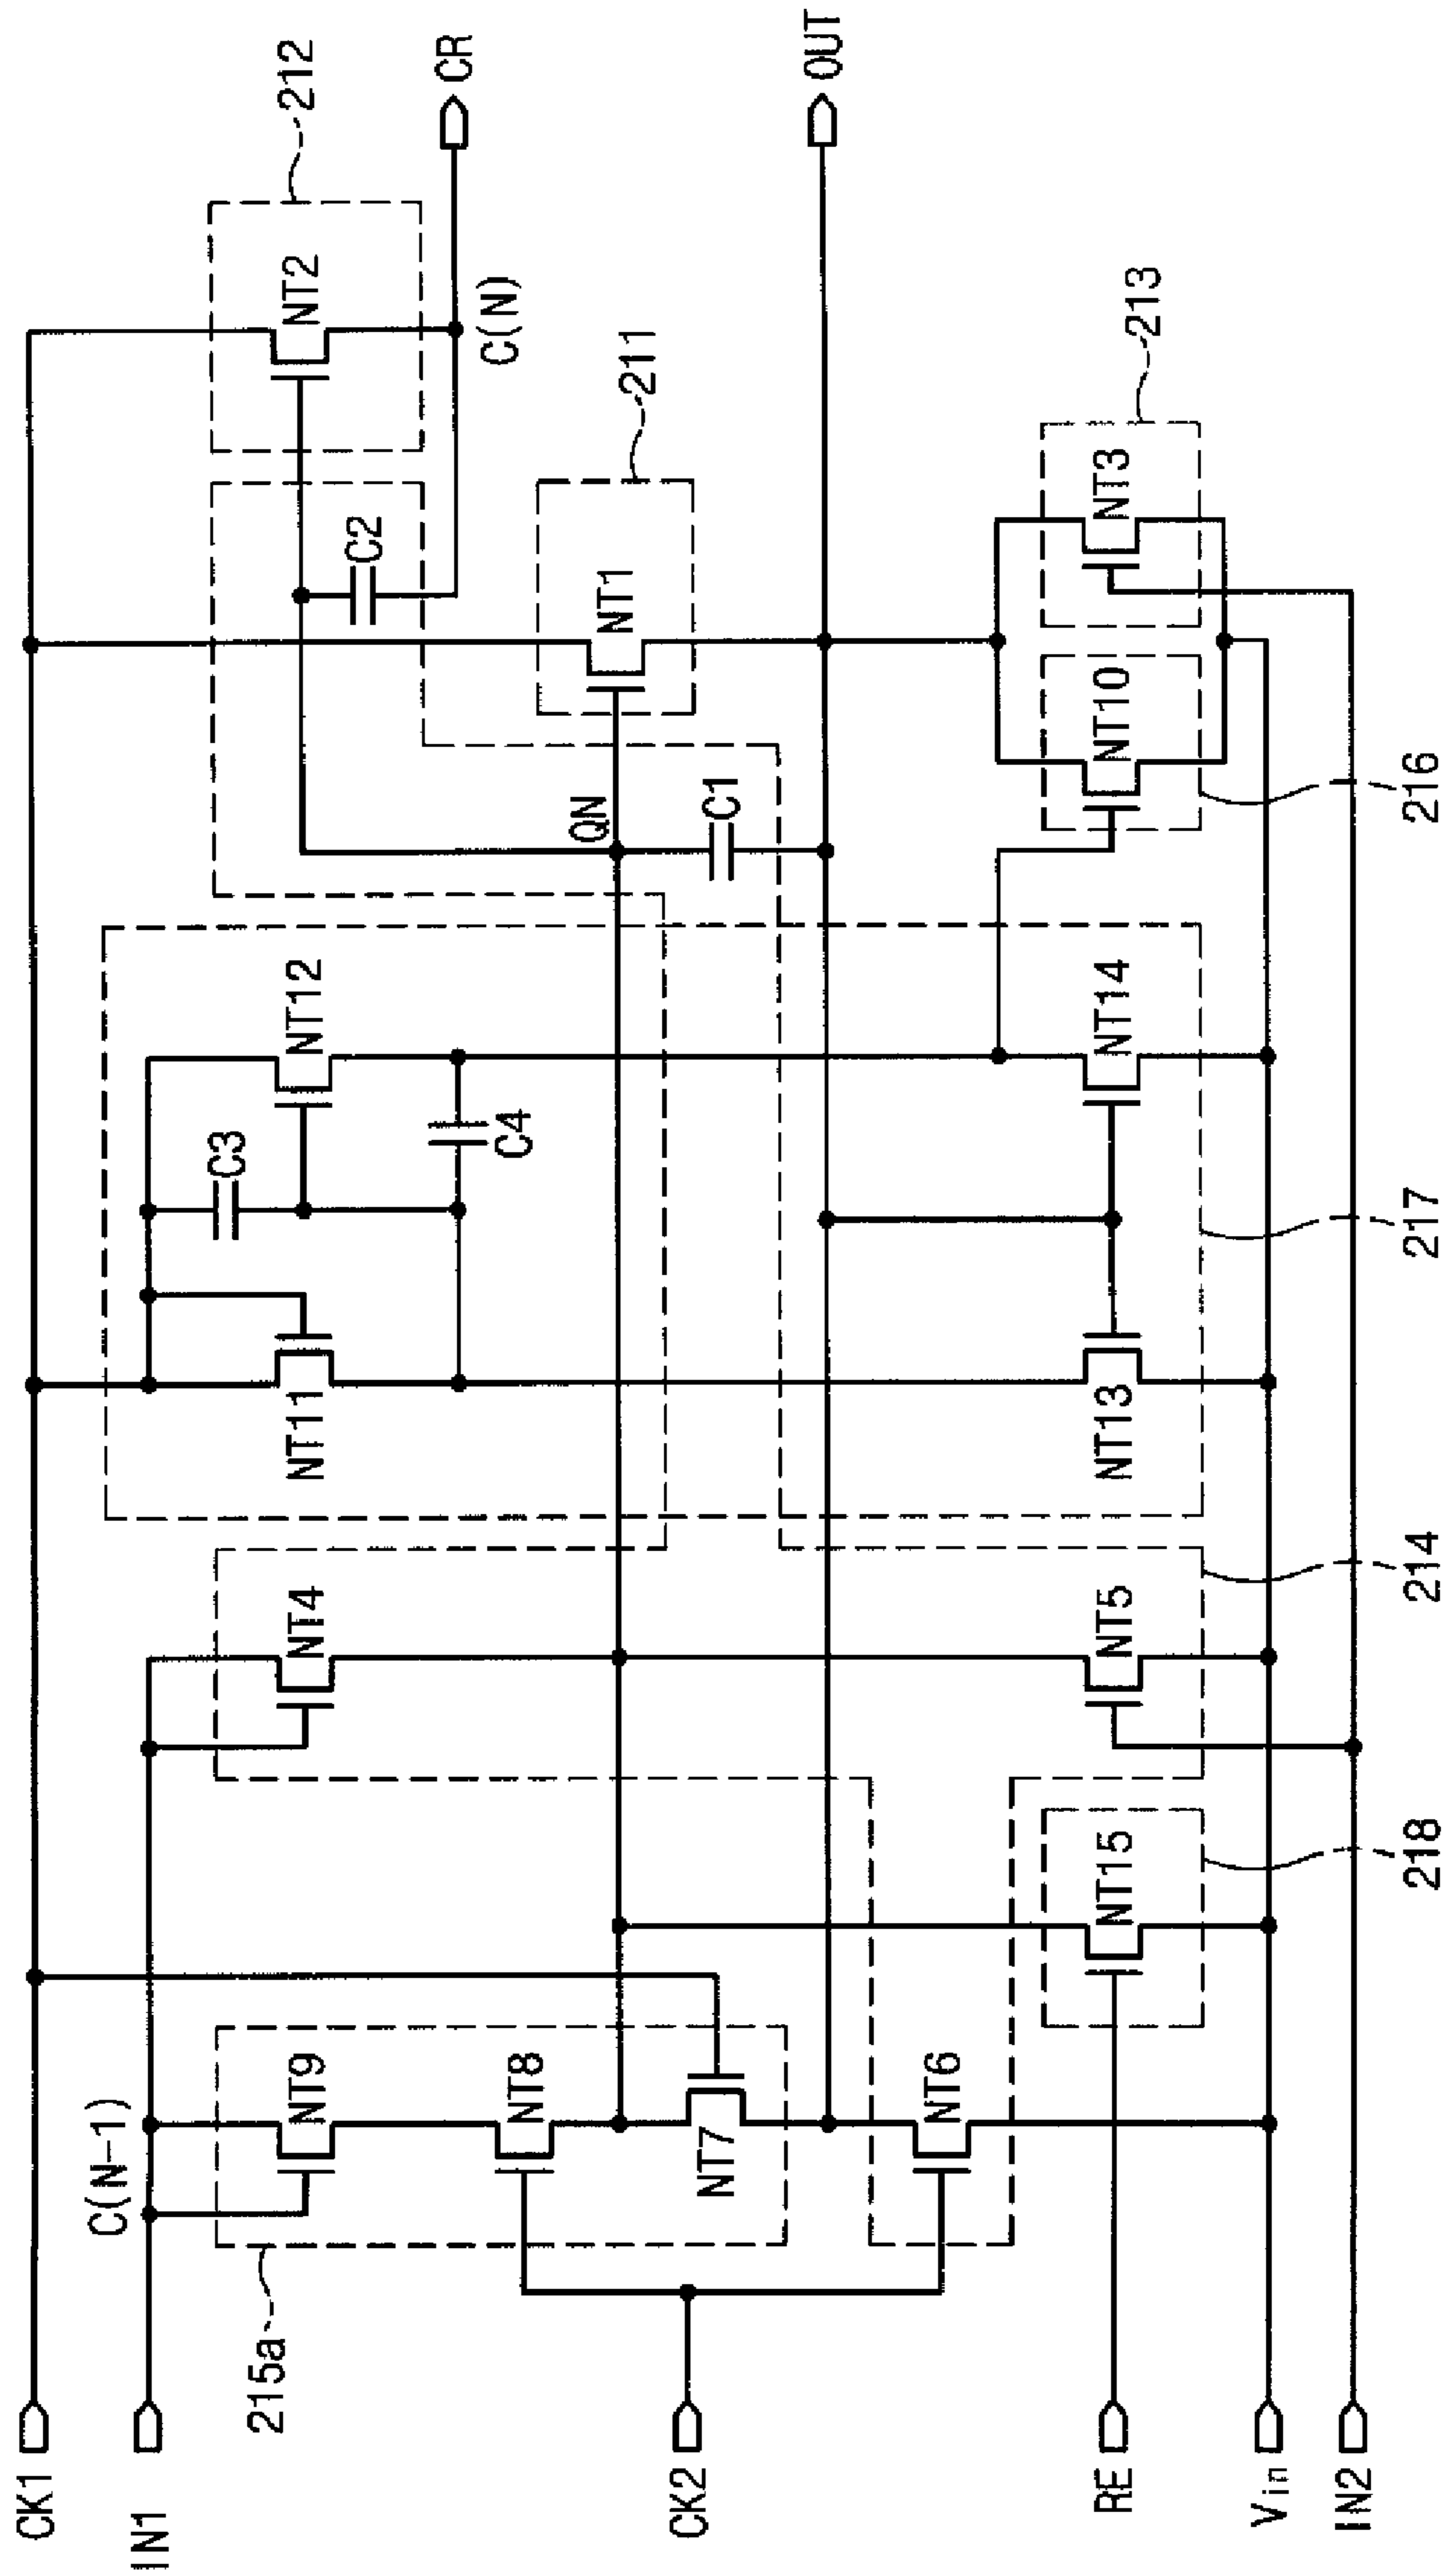 CK1
IN1
CK2
RE
Vin
IN2
C(N-1)
215a
NT9
NT8
NT7
NT6
NT15
218
NT4
NT5
214
NT11
C3
NT12
C4
NT13
NT14
217
QN
C1
C2
NT1
211
NT10
216
NT3
213
NT2
212
C(N)
CR
OUT